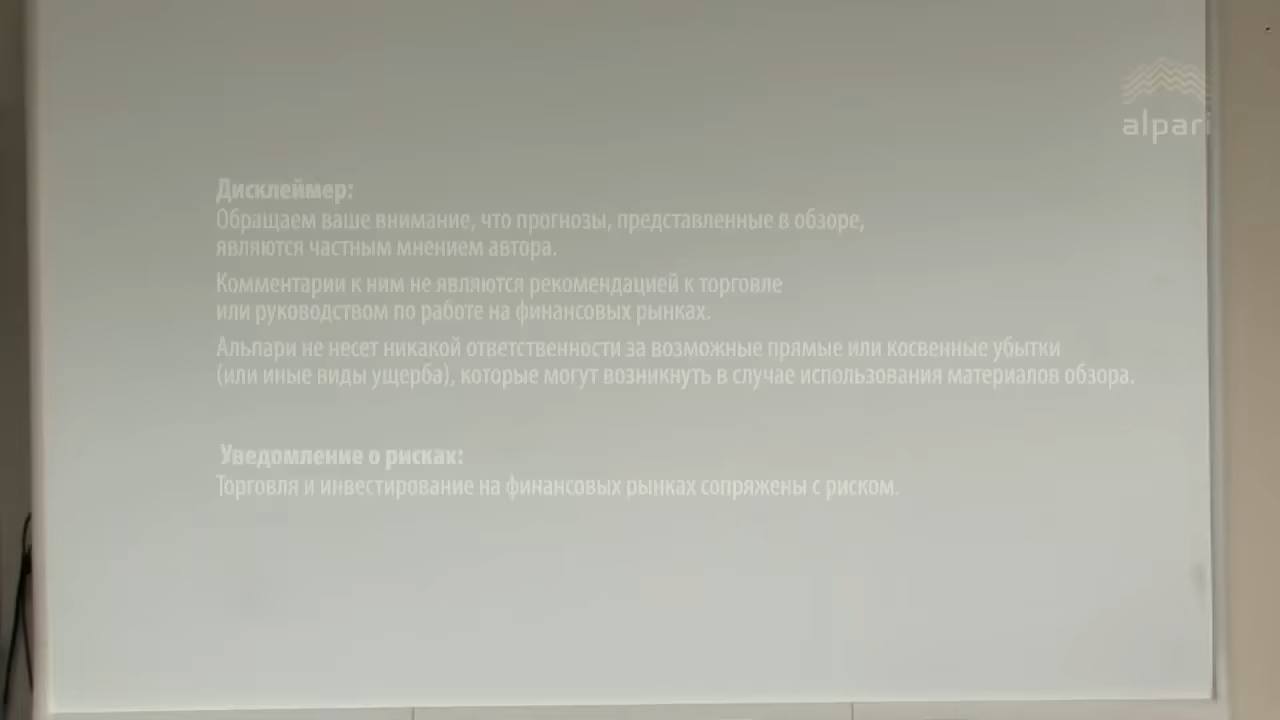 alpari
Дисклеймер:
Обращаем ваше внимание, что прогнозы, представленные в обзоре,
являются частным мнением автора.
Комментарии к ним не являются рекомендацией к торговле
или руководством по работе на финансовых рынках.
Альпари не несет никакой ответственности за возможные прямые или косвенные убытки
(или иные виды ущерба), которые могут возникнуть в случае использования материалов обзора.
Уведомление о рисках:
Торговля и инвестирование на финансовых рынках сопряжены с риском.